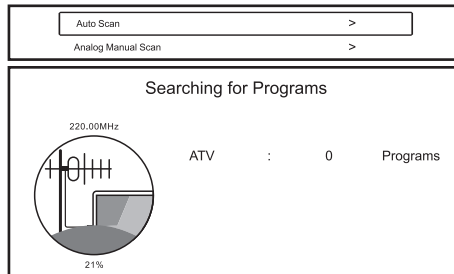 Auto Scan >
Analog Manual Scan >
Searching for Programs
220.00MHz
ATV : 0 Programs
21%